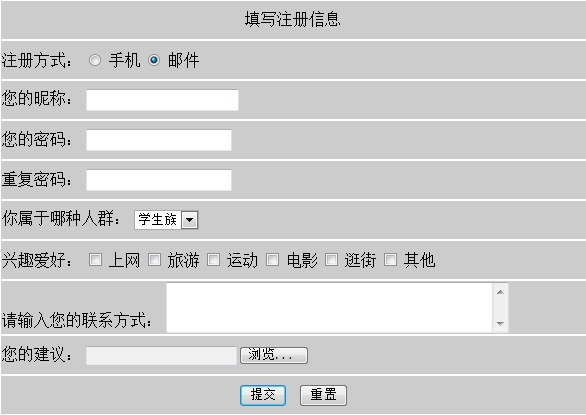 填写注册信息
注册方式： 手机 邮件
您的昵称：
您的密码：
重复密码：
你属于哪种人群： 学生族
兴趣爱好： 上网 旅游 运动 电影 逛街 其他
请输入您的联系方式：
您的建议： 浏览...
提交 重置